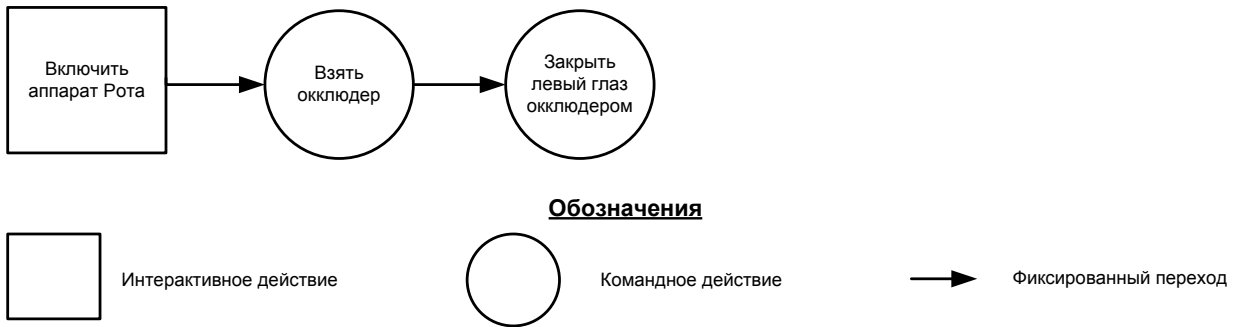 Включить
аппарат Рота
Взять
окклюдер
Закрыть
левый глаз
окклюдером
Обозначения
Интерактивное действие
Командное действие
Фиксированный переход